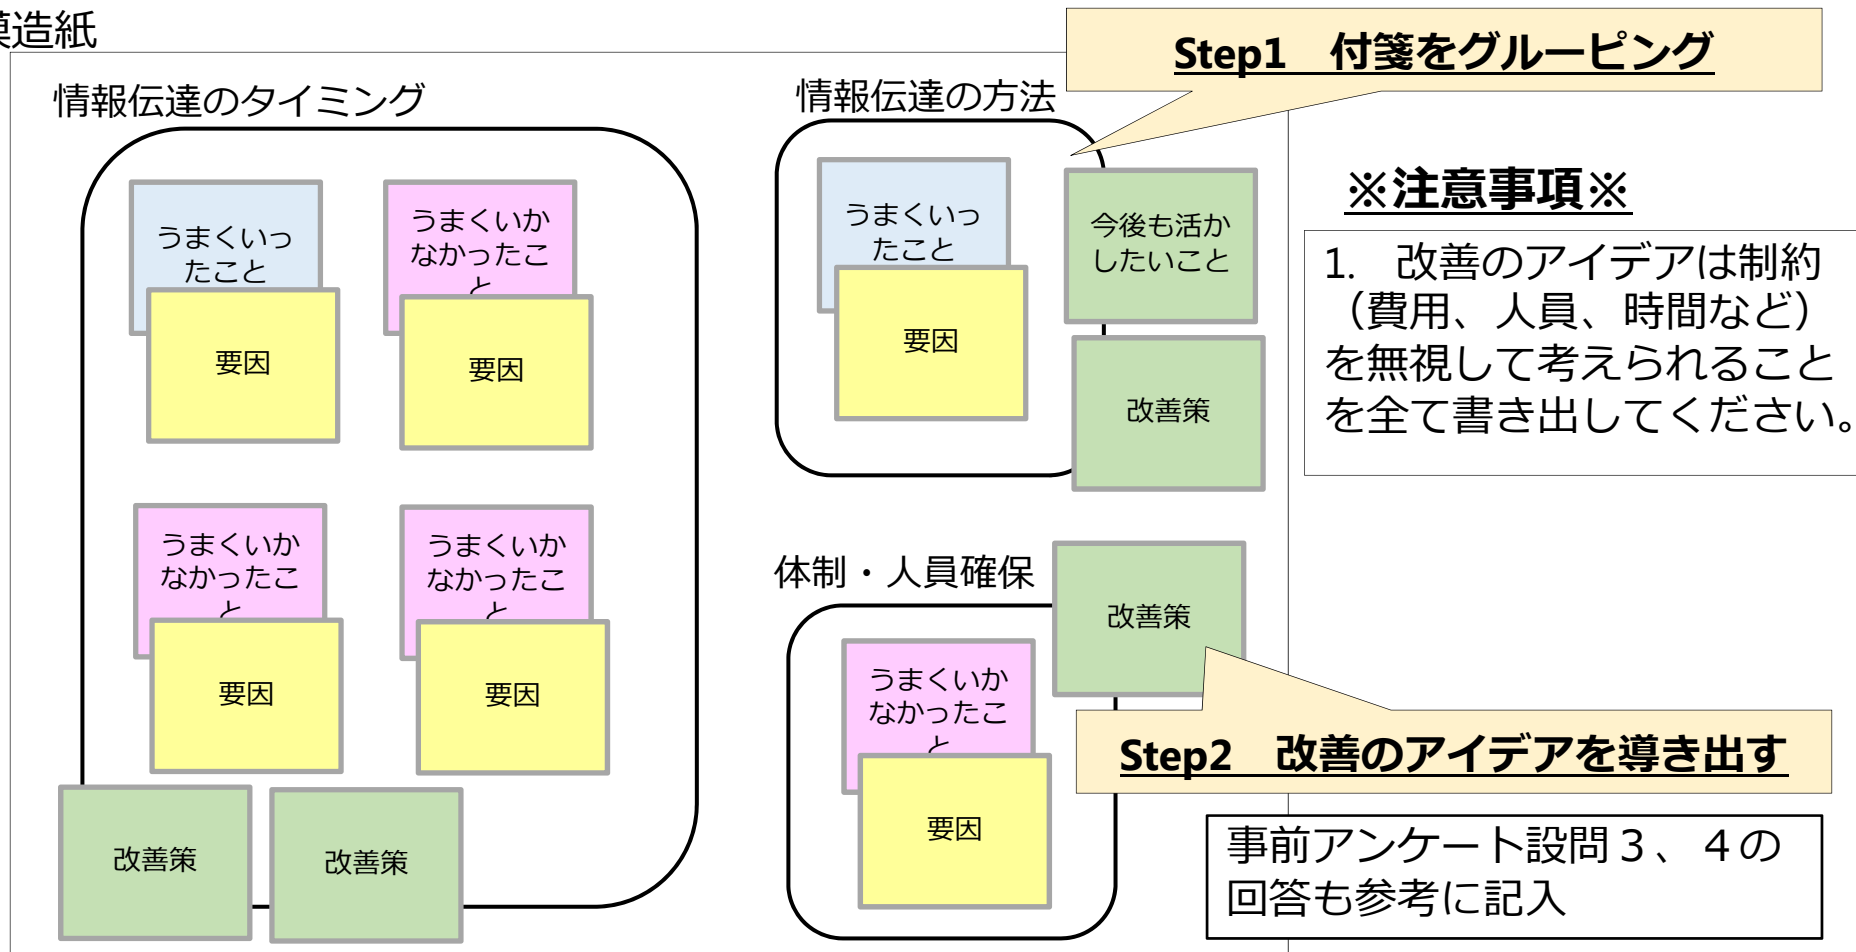 模造紙
Step1　付箋をグルーピング
情報伝達のタイミング
うまくいっ
たこと
要因
うまくいか
なかったこ
と
要因
うまくいか
なかったこ
と
要因
うまくいか
なかったこ
と
要因
改善策
改善策
情報伝達の方法
うまくいっ
たこと
要因
今後も活か
したいこと
改善策
体制・人員確保
改善策
うまくいか
なかったこ
と
要因
※注意事項※
1.　改善のアイデアは制約
（費用、人員、時間など）
を無視して考えられること
を全て書き出してください。
Step2　改善のアイデアを導き出す
事前アンケート設問３、４の
回答も参考に記入